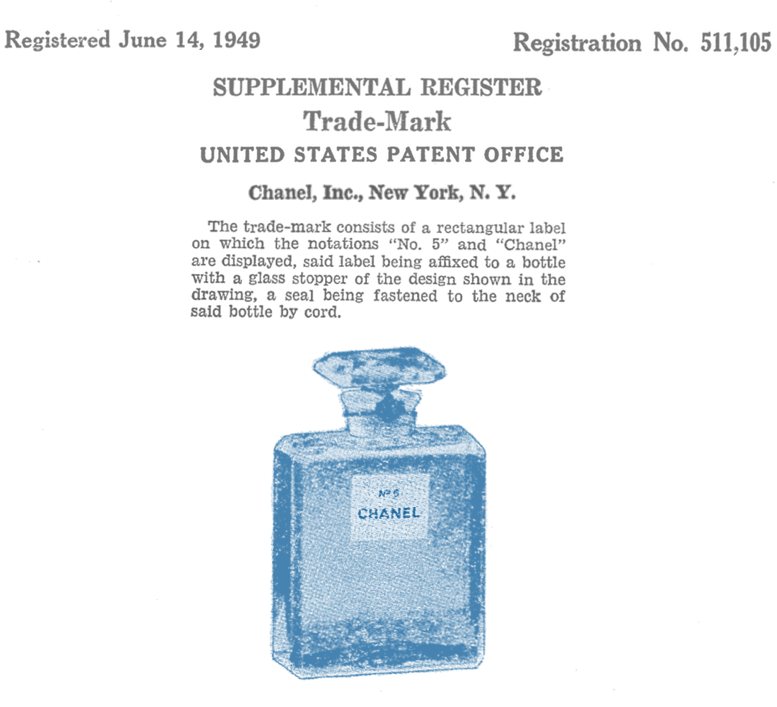 Registered June 14, 1949
Registration No. 511,105
SUPPLEMENTAL REGISTER
Trade-Mark
UNITED STATES PATENT OFFICE
Chanel, Inc., New York, N. Y.
The trade-mark consists of a rectangular label
on which the notations “No. 5” and “Chanel”
are displayed, said label being affixed to a bottle
with a glass stopper of the design shown in the
drawing, a seal being fastened to the neck of
said bottle by cord.
Nº 5
CHANEL